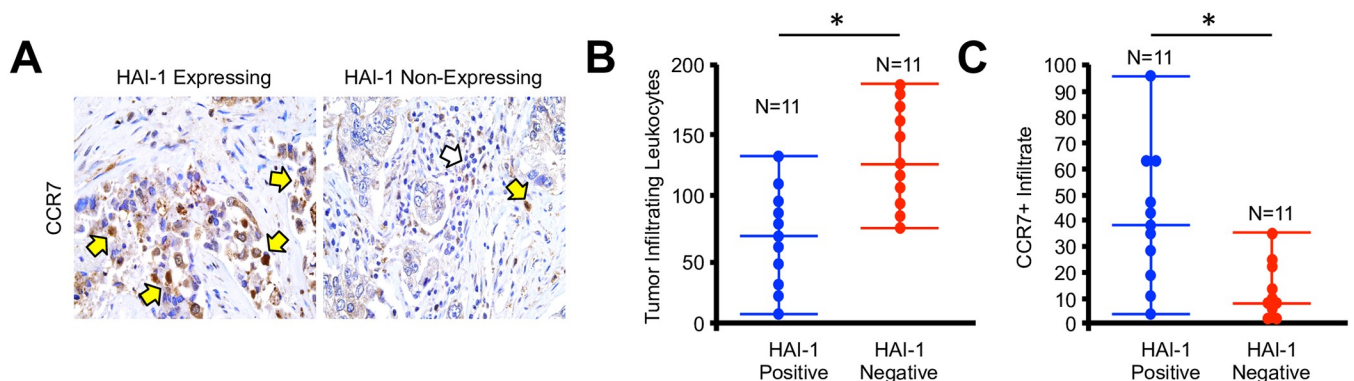 A
HAI-1 Expressing
HAI-1 Non-Expressing
CCR7
B
*
Tumor Infiltrating Leukocytes
200
150
100
50
0
N=11
N=11
HAI-1
Positive
HAI-1
Negative
C
*
CCR7+ Infiltrate
100
90
80
70
60
50
40
30
20
10
0
N=11
N=11
HAI-1
Positive
HAI-1
Negative